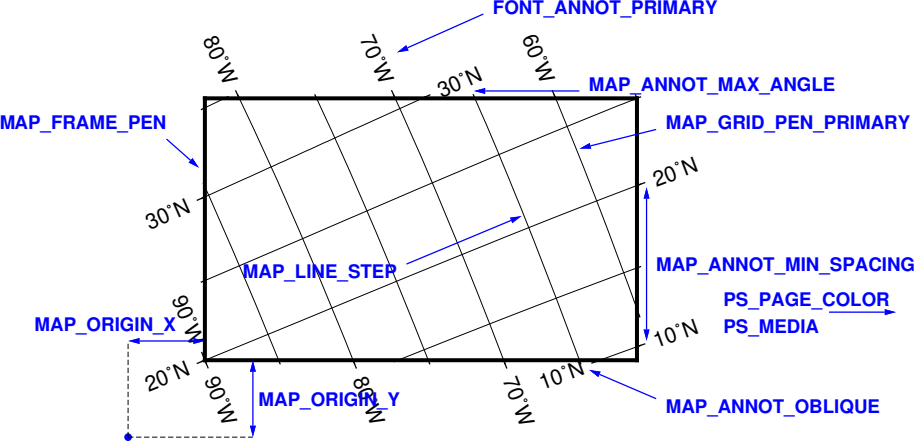 FONT_ANNOT_PRIMARY
80°W
70°W
60°W
30°N
MAP_ANNOT_MAX_ANGLE
MAP_FRAME_PEN
MAP_GRID_PEN_PRIMARY
20°N
30°N
MAP_LINE_STEP
MAP_ANNOT_MIN_SPACING
90°W
PS_PAGE_COLOR
MAP_ORIGIN_X
PS_MEDIA
10°N
20°N
90°W
MAP_ORIGIN_Y
80°W
70°W
10°N
MAP_ANNOT_OBLIQUE